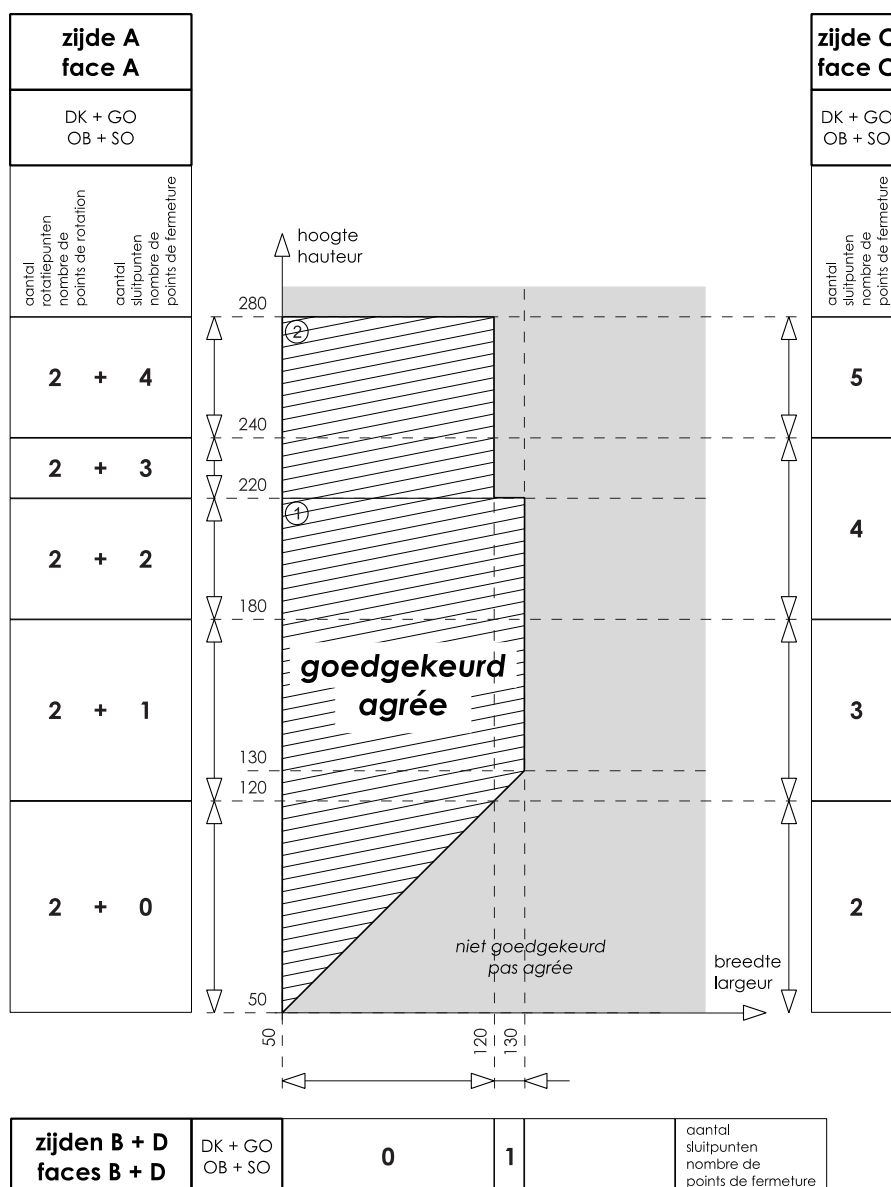 zijde A
face A
DK + GO
OB + SO
aantal
rotatiepunten
nombre de
points de rotation
aantal
sluitpunten
nombre de
points de fermeture
2 + 4
2 + 3
2 + 2
2 + 1
2 + 0
hoogte
hauteur
280
240
220
180
130
120
50
2
1
goedgekeurd
agrée
niet goedgekeurd
pas agrée
breedte
largeur
50
120
130
zijde C
face C
DK + GO
OB + SO
aantal
sluitpunten
nombre de
points de fermeture
5
4
3
2
zijden B + D
faces B + D
DK + GO
OB + SO
0
1
aantal
sluitpunten
nombre de
points de fermeture